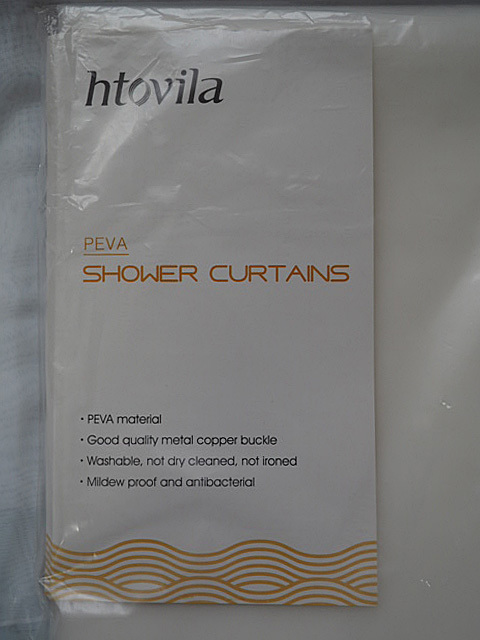 htovila
PEVA
SHOWER CURTAINS
· PEVA material
· Good quality metal copper buckle
· Washable, not dry cleaned, not ironed
· Mildew proof and antibacterial